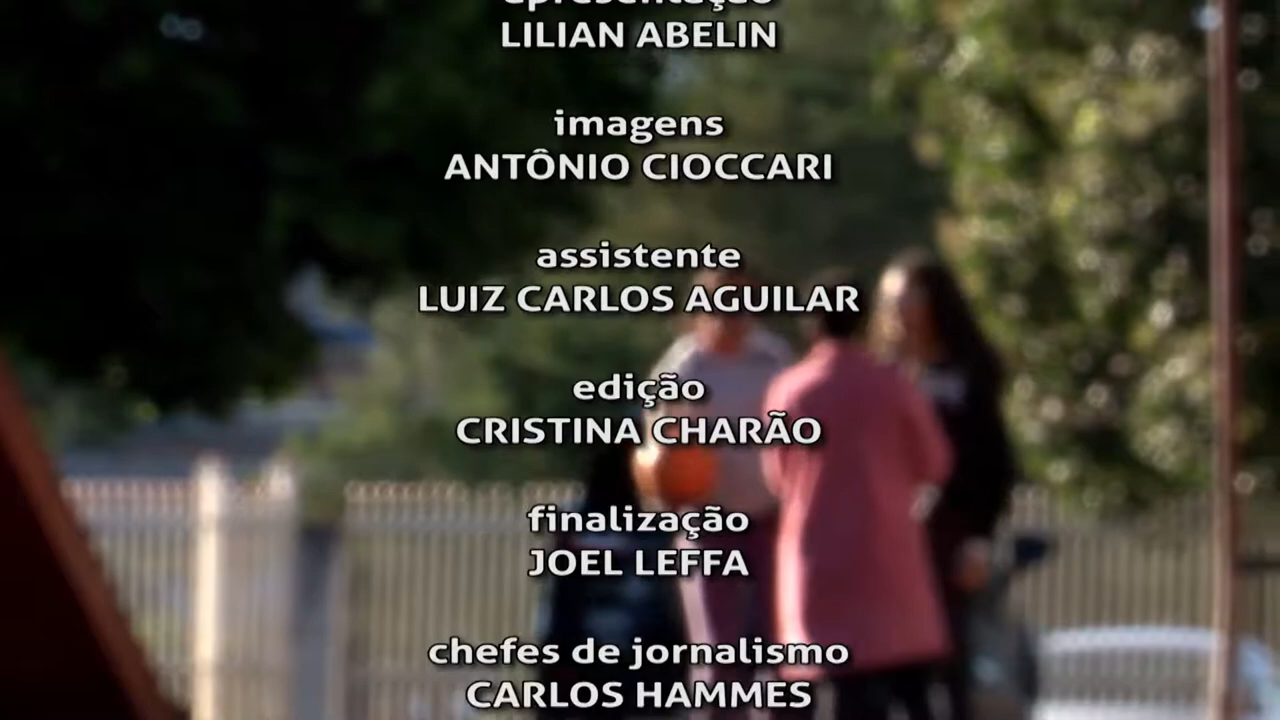 apresentação
LILIAN ABELIN
imagens
ANTÔNIO CIOCCARI
assistente
LUIZ CARLOS AGUILAR
edição
CRISTINA CHARÃO
finalização
JOEL LEFFA
chefes de jornalismo
CARLOS HAMMES